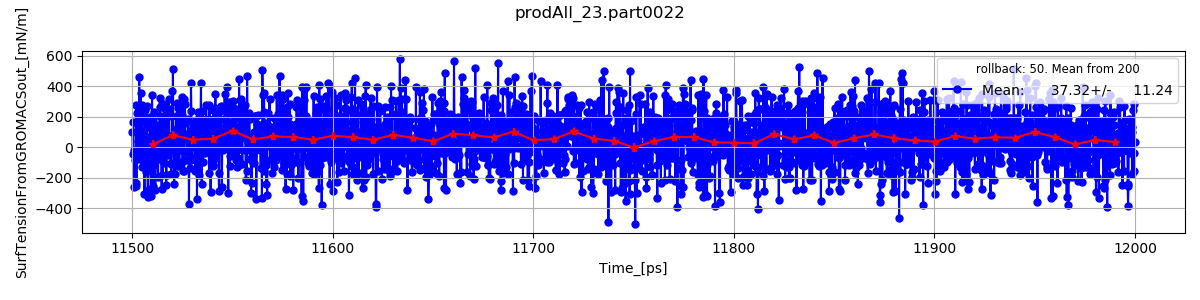 prodAll_23.part0022
SurfTensionFromGROMACSout_[mN/m]
600
400
200
0
−200
−400
rollback: 50. Mean from 200
Mean: 37.32 +/- 11.24
11500 11600 11700 11800 11900 12000
Time_[ps]